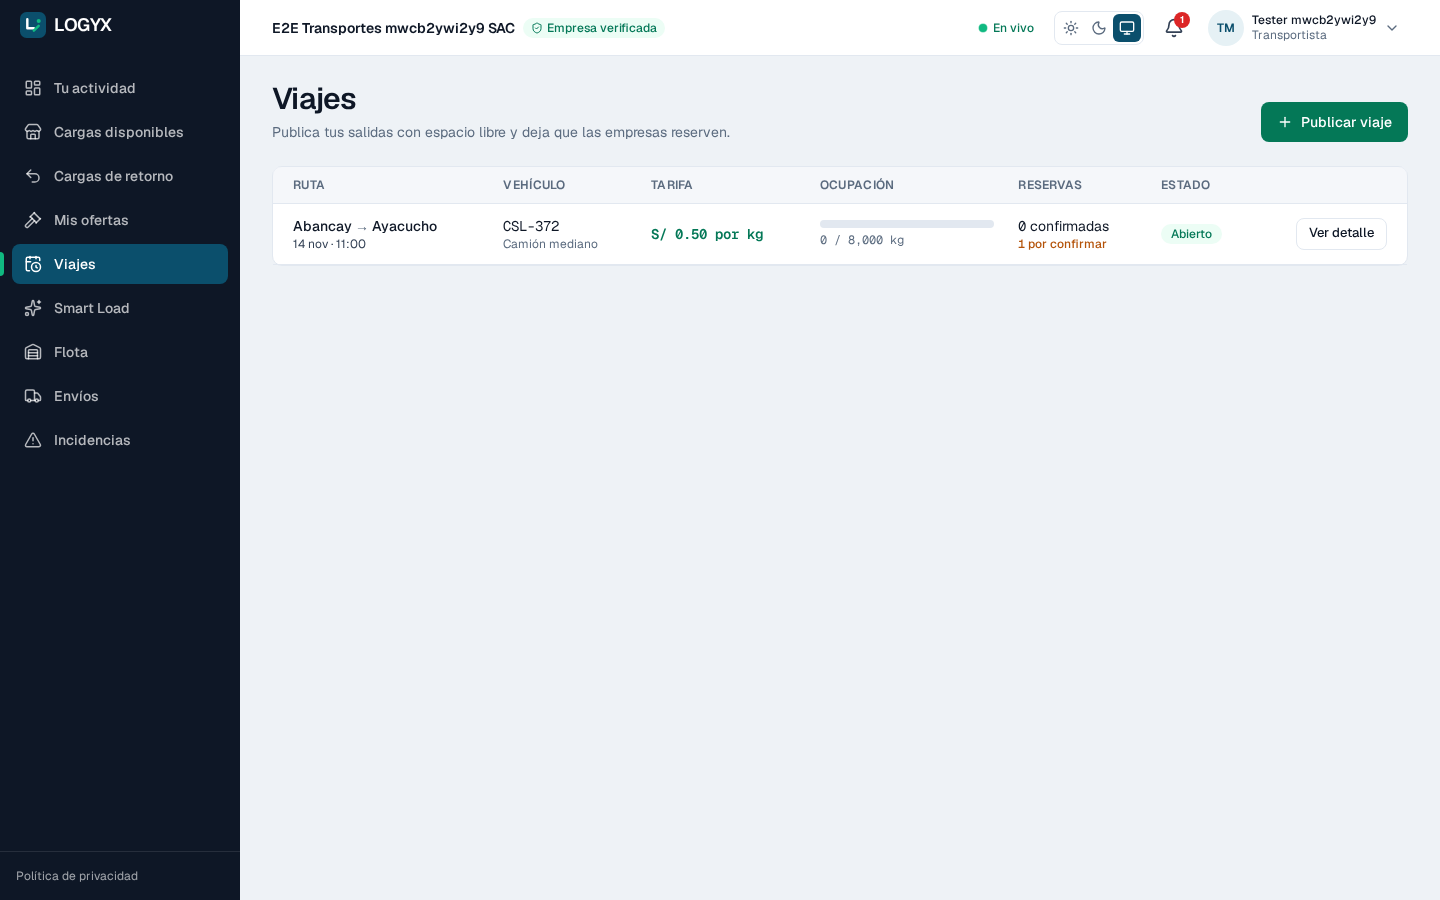 LOGYX
E2E Transportes mwcb2ywi2y9 SAC
Empresa verificada
En vivo
1
TM
Tester mwcb2ywi2y9
Transportista
Tu actividad
Cargas disponibles
Cargas de retorno
Mis ofertas
Viajes
Smart Load
Flota
Envíos
Incidencias
Política de privacidad
Viajes
Publica tus salidas con espacio libre y deja que las empresas reserven.
Publicar viaje
RUTA VEHÍCULO TARIFA OCUPACIÓN RESERVAS ESTADO
Abancay → Ayacucho
14 nov · 11:00
CSL-372
Camión mediano
S/ 0.50 por kg
0 / 8,000 kg
0 confirmadas
1 por confirmar
Abierto
Ver detalle